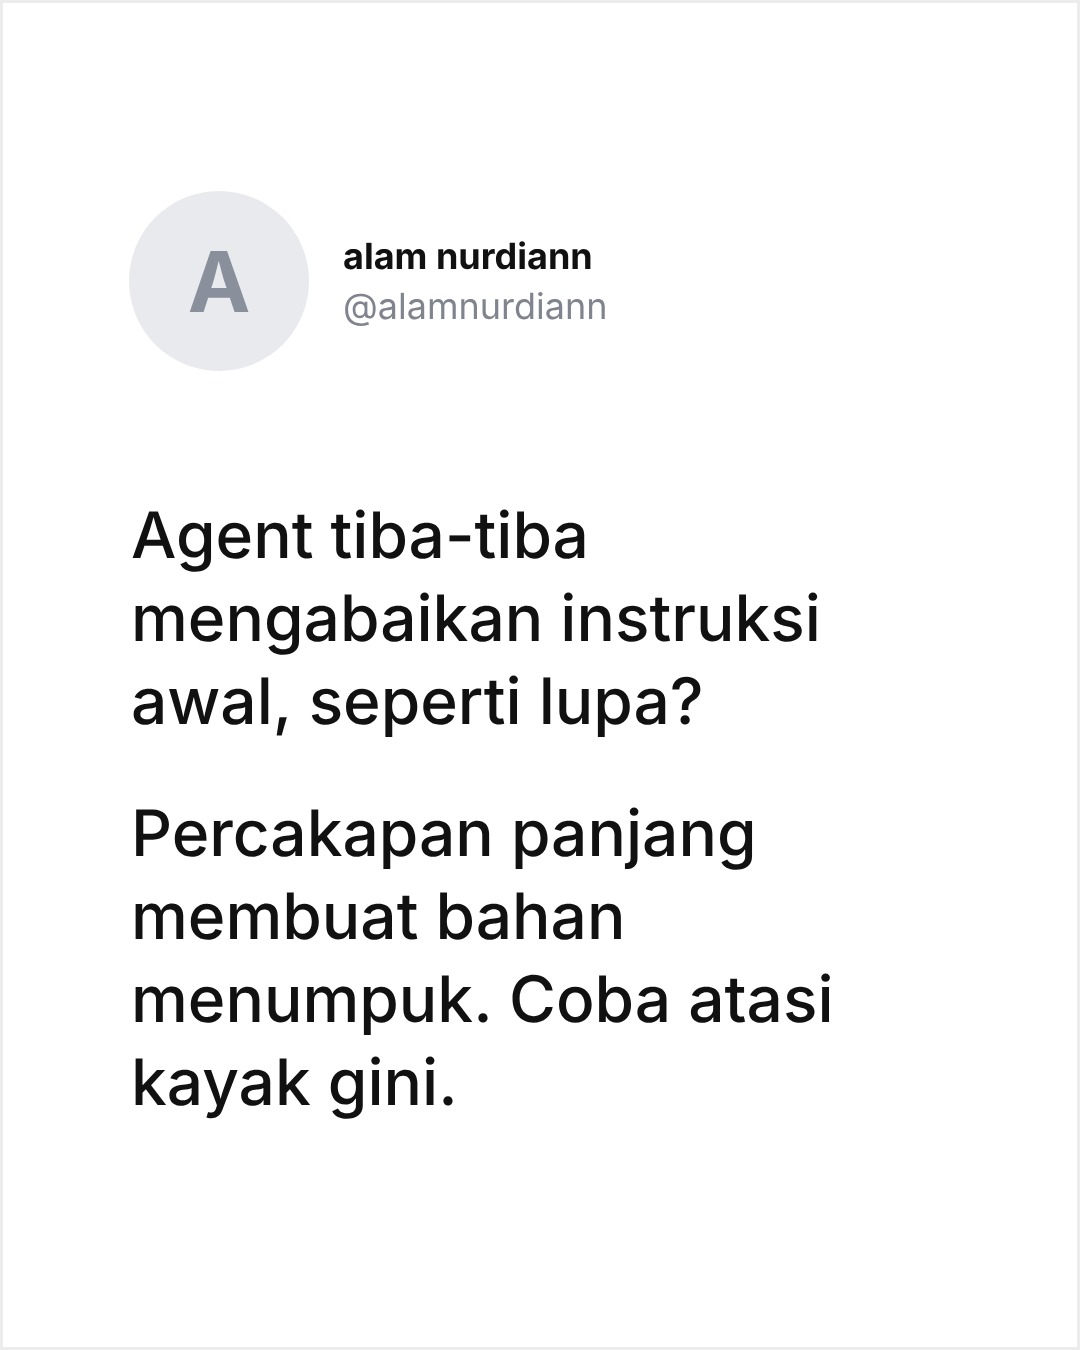 A
alam nurdiann
@alamnurdiann
Agent tiba-tiba
mengabaikan instruksi
awal, seperti lupa?
Percakapan panjang
membuat bahan
menumpuk. Coba atasi
kayak gini.